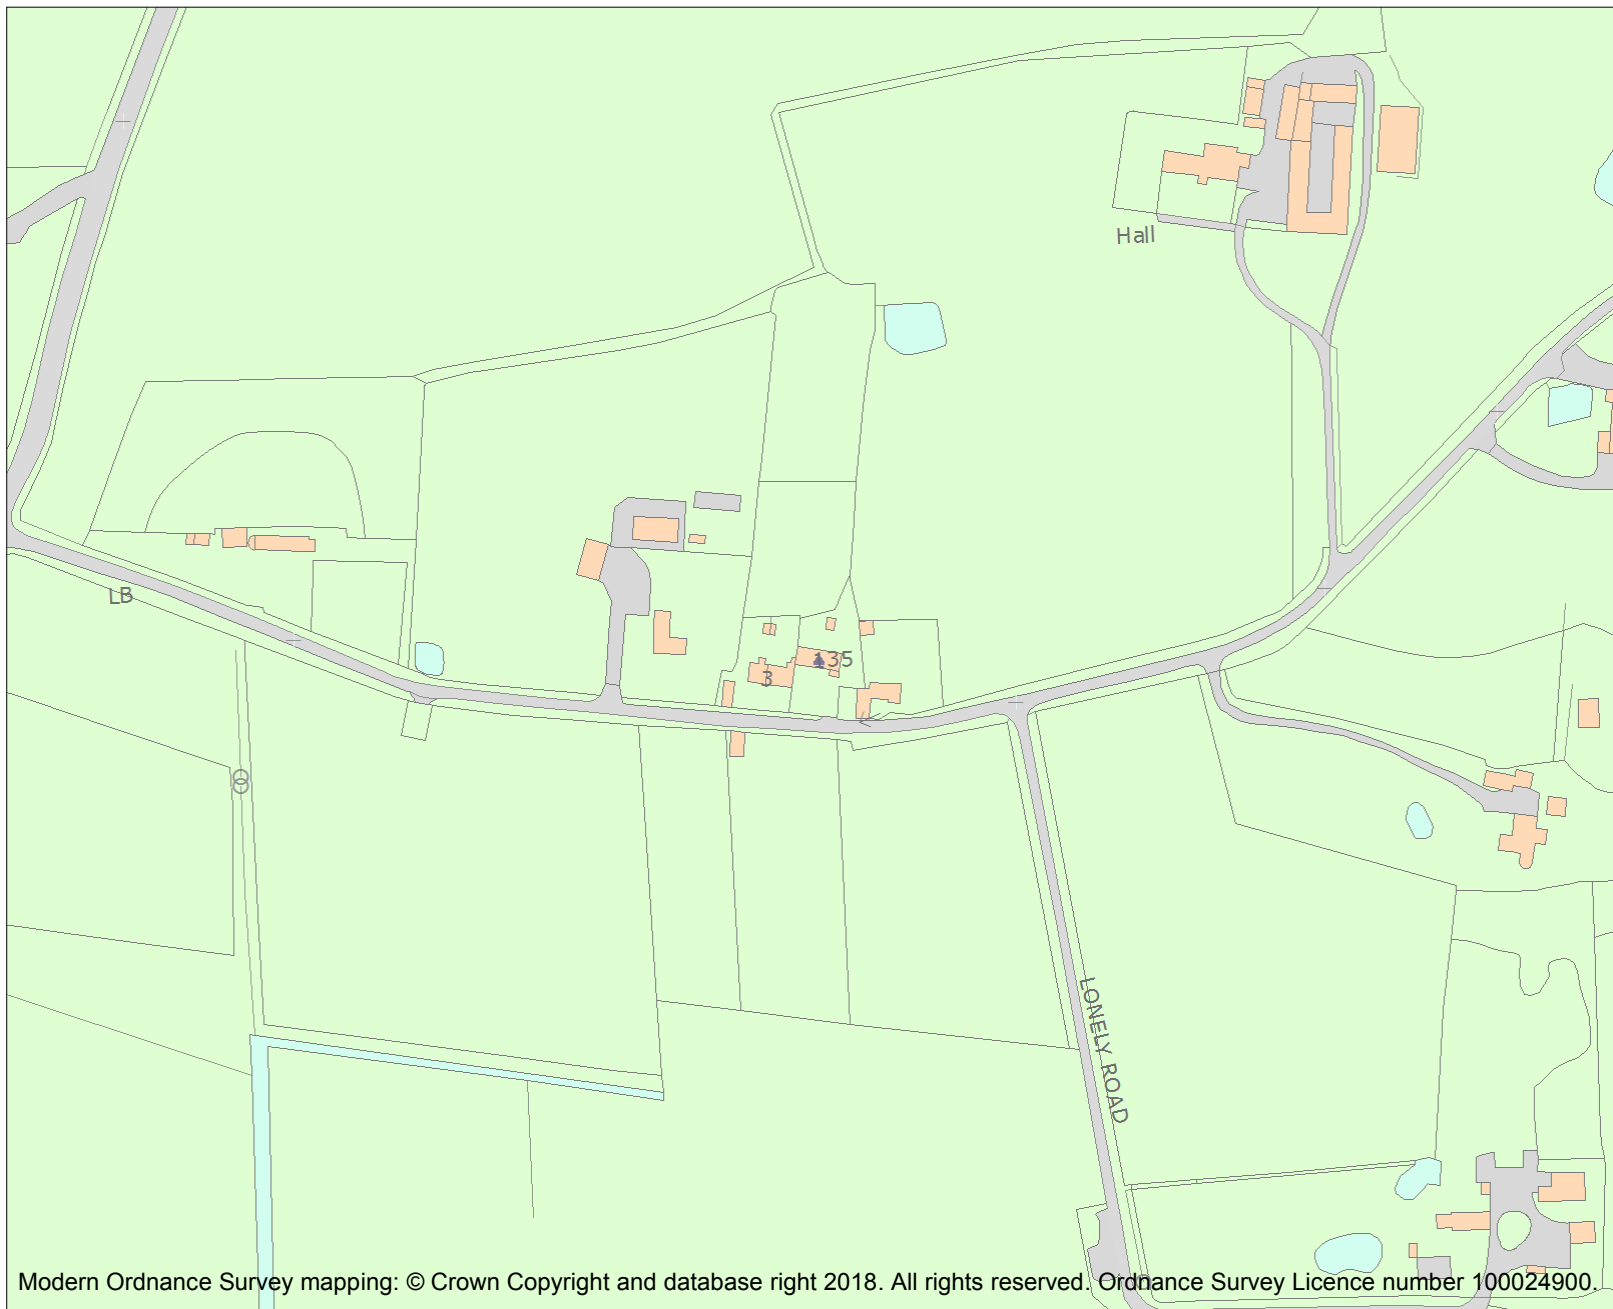 Hall
LB
135
3
LONELY ROAD
Modern Ordnance Survey mapping: © Crown Copyright and database right 2018. All rights reserved. Ordnance Survey Licence number 100024900.